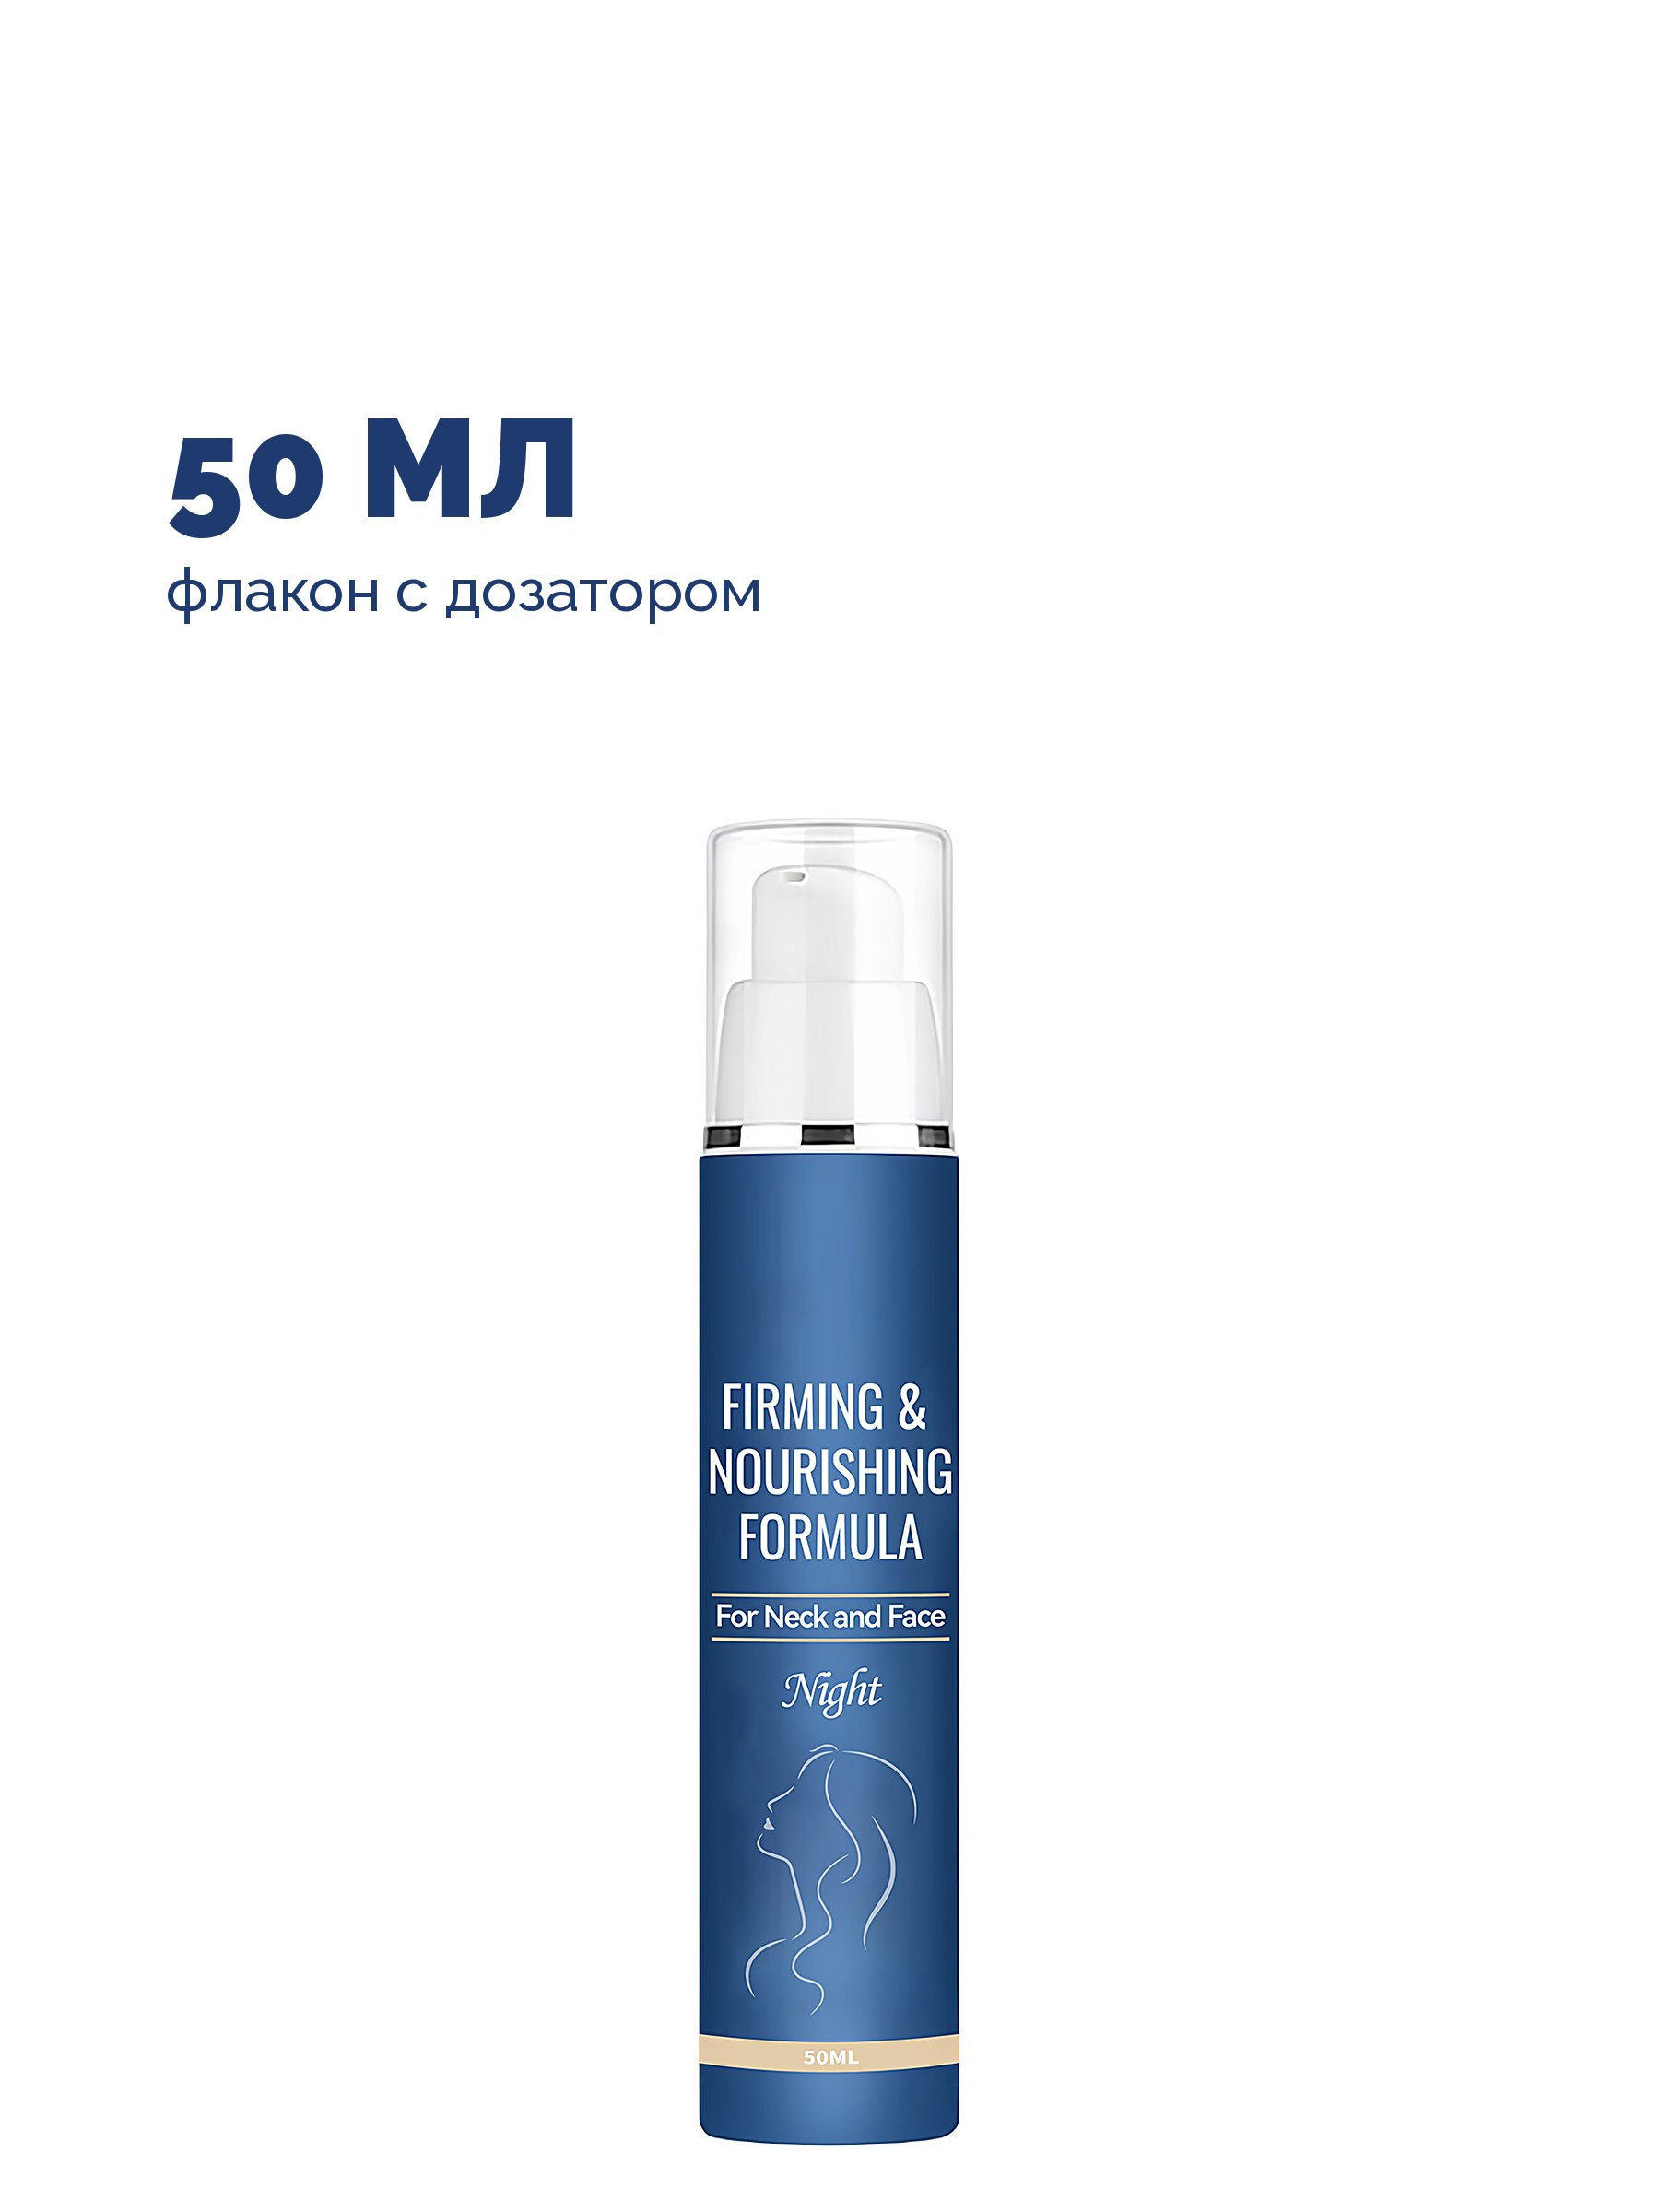 50 МЛ
флакон с дозатором
FIRMING &
NOURISHING
FORMULA
For Neck and Face
Night
50ML